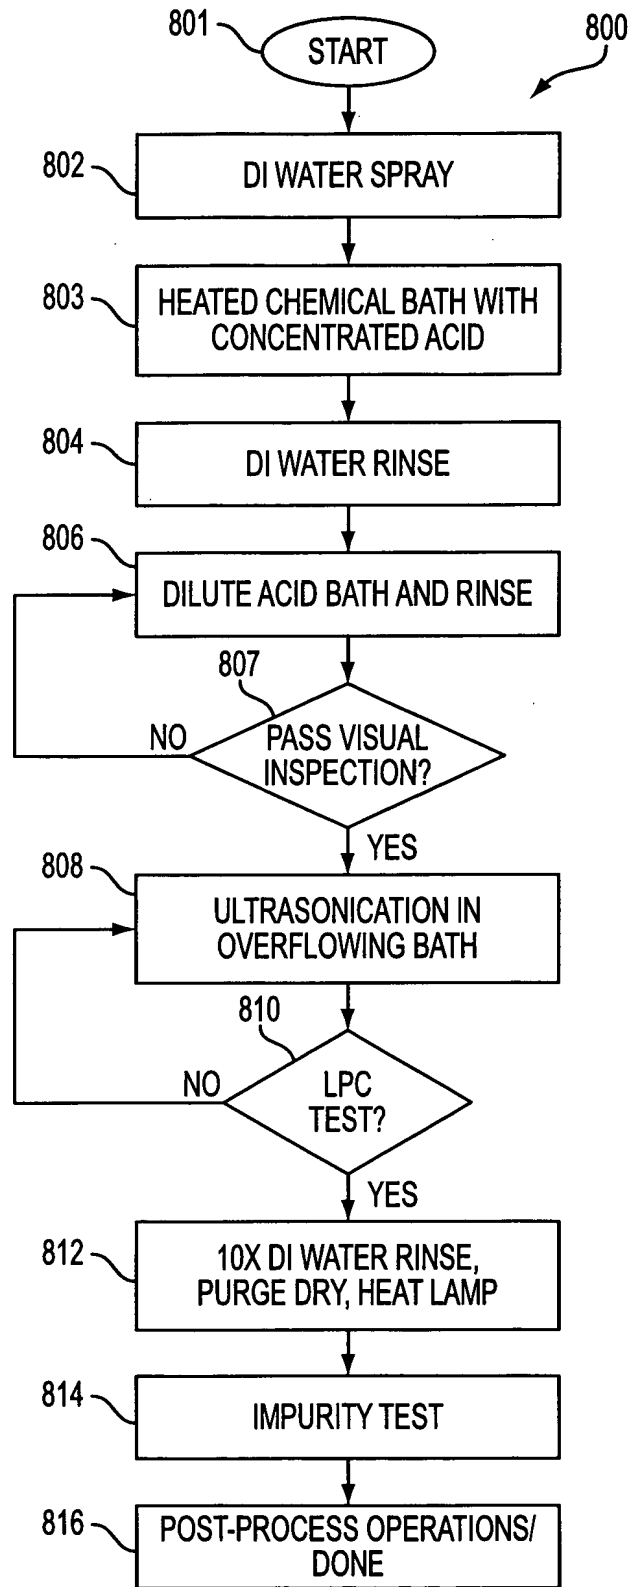 801
START
800
802
DI WATER SPRAY
803
HEATED CHEMICAL BATH WITH
CONCENTRATED ACID
804
DI WATER RINSE
806
DILUTE ACID BATH AND RINSE
807
NO
PASS VISUAL
INSPECTION?
YES
808
ULTRASONICATION IN
OVERFLOWING BATH
810
NO
LPC
TEST?
YES
812
10X DI WATER RINSE,
PURGE DRY, HEAT LAMP
814
IMPURITY TEST
816
POST-PROCESS OPERATIONS/
DONE